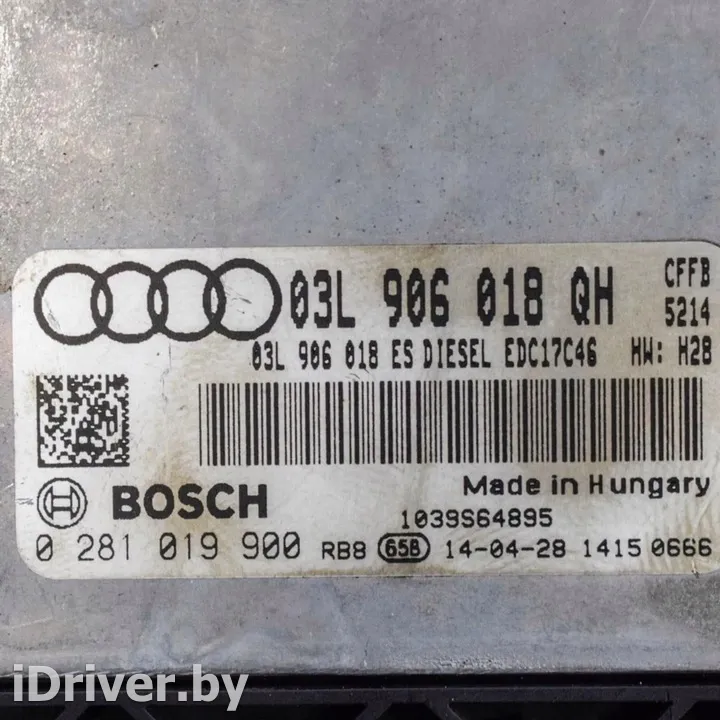 03L 906 018 QH CFFB
5214
03L 906 018 ES DIESEL EDC17C46 HW: H28
Made in Hungary
BOSCH
1039S64895
0 281 019 900 RB8 65B 14-04-28 1415 0666
iDriver.by